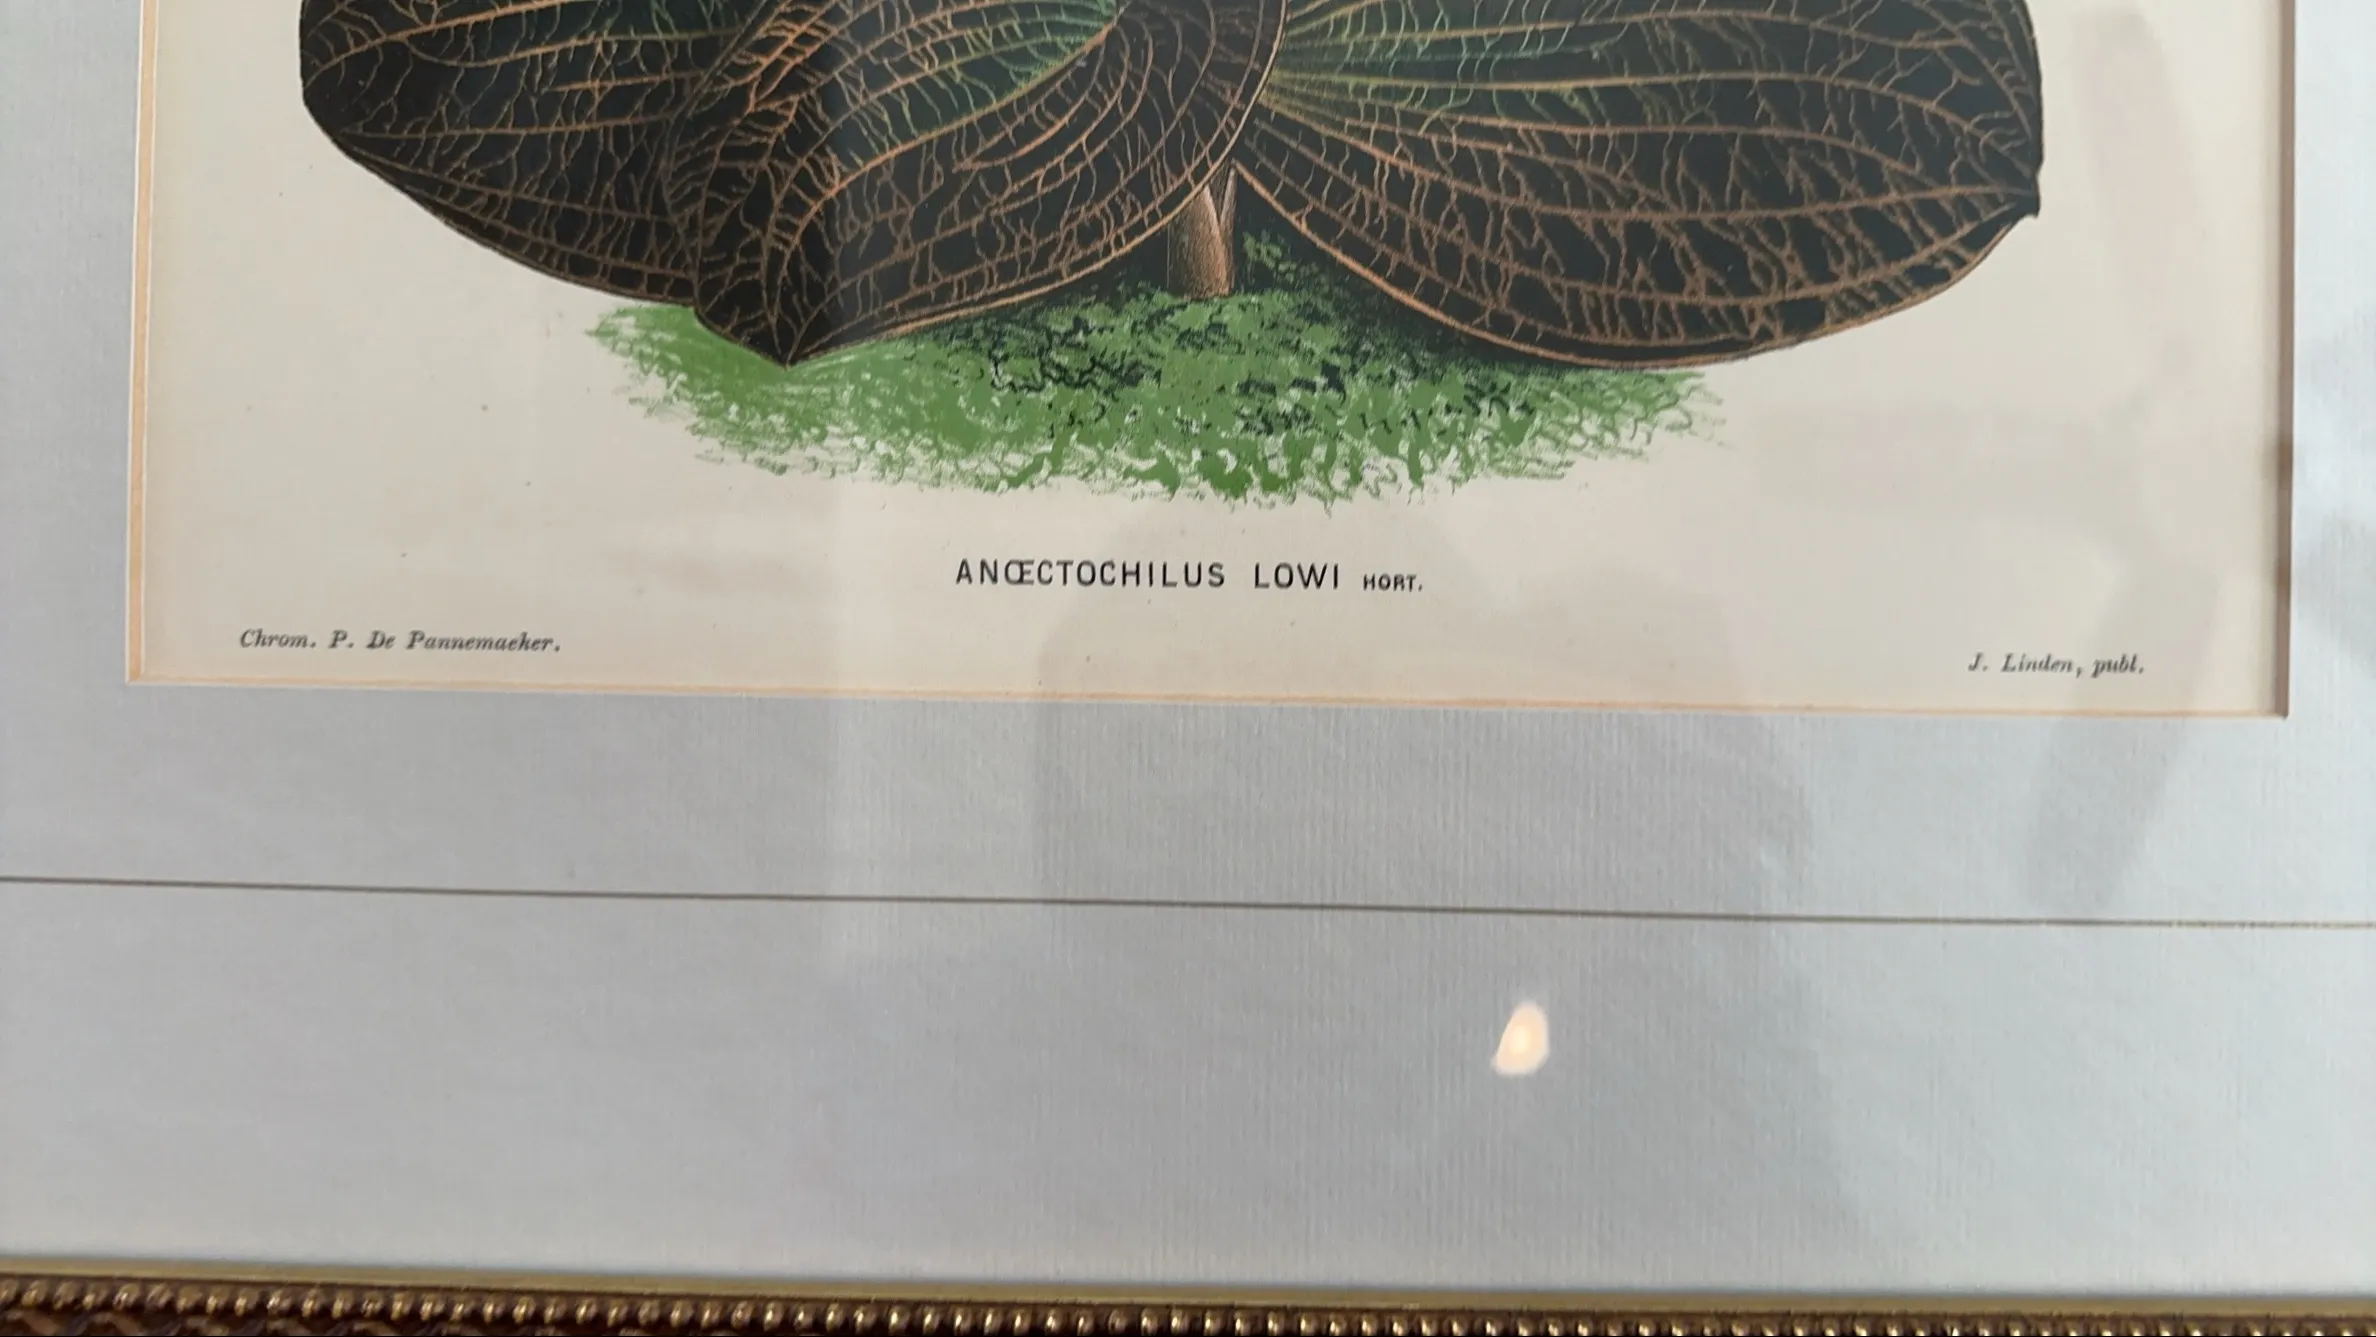 ANŒCTOCHILUS LOWI HORT.
Chrom. P. De Pannemaeker.
J. Linden, publ.